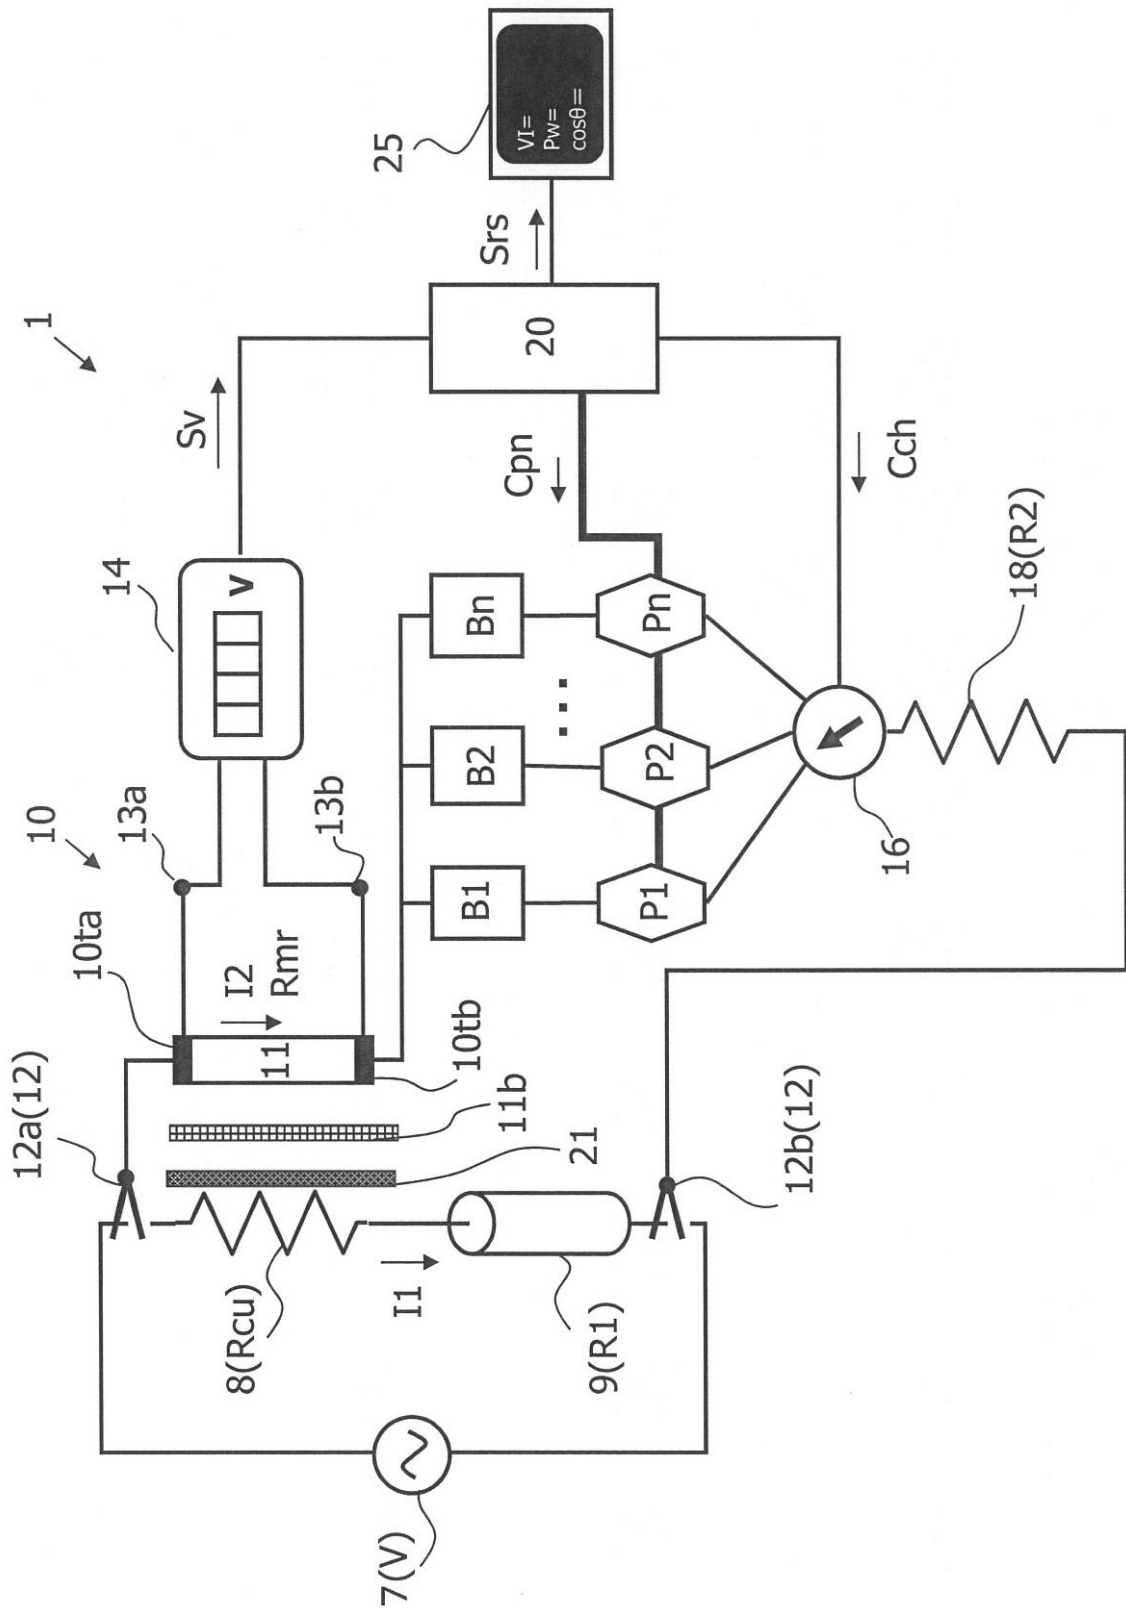 1
10
12a(12)
10ta
13a
14
Sv
V
I2
Rmr
11
13b
10tb
11b
21
8(Rcu)
I1
7(V)
9(R1)
12b(12)
B1
B2
Bn
...
P1
P2
Pn
Cpn
20
Srs
25
VI=
Pw=
cosθ=
Cch
16
18(R2)